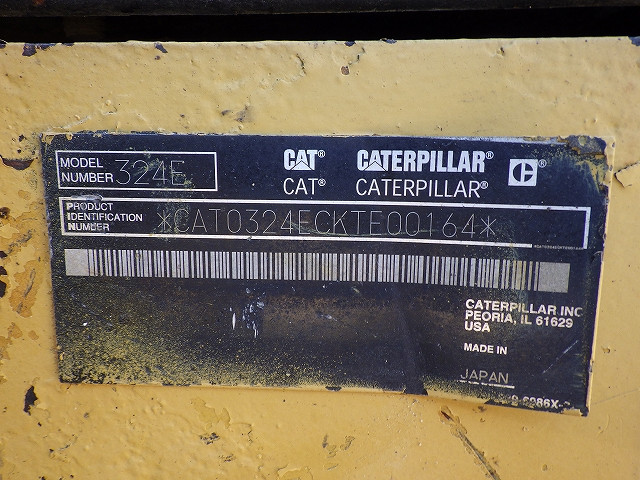 MODEL NUMBER 324E
CAT® CATERPILLAR® C®
CAT® CATERPILLAR®
PRODUCT IDENTIFICATION NUMBER *CAT0324ECKTE00164*
*CAT0324ECKTE00164*
CATERPILLAR INC
PEORIA, IL 61629
USA
MADE IN
JAPAN